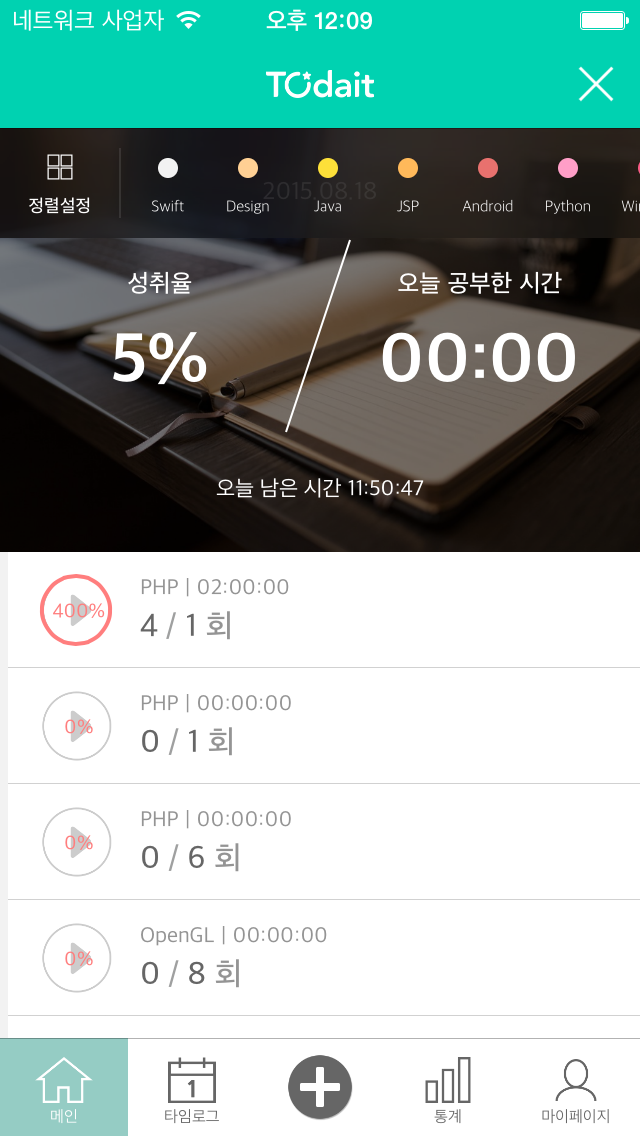 네트워크 사업자 오후 12:09
TOdait
정렬설정 Swift Design Java JSP Android Python
2015.08.18
성취율 오늘 공부한 시간
5% 00:00
오늘 남은 시간 11:50:47
PHP | 02:00:00
400%
4 / 1 회
PHP | 00:00:00
0%
0 / 1 회
PHP | 00:00:00
0%
0 / 6 회
OpenGL | 00:00:00
0%
0 / 8 회
1
메인 타임로그 통계 마이페이지